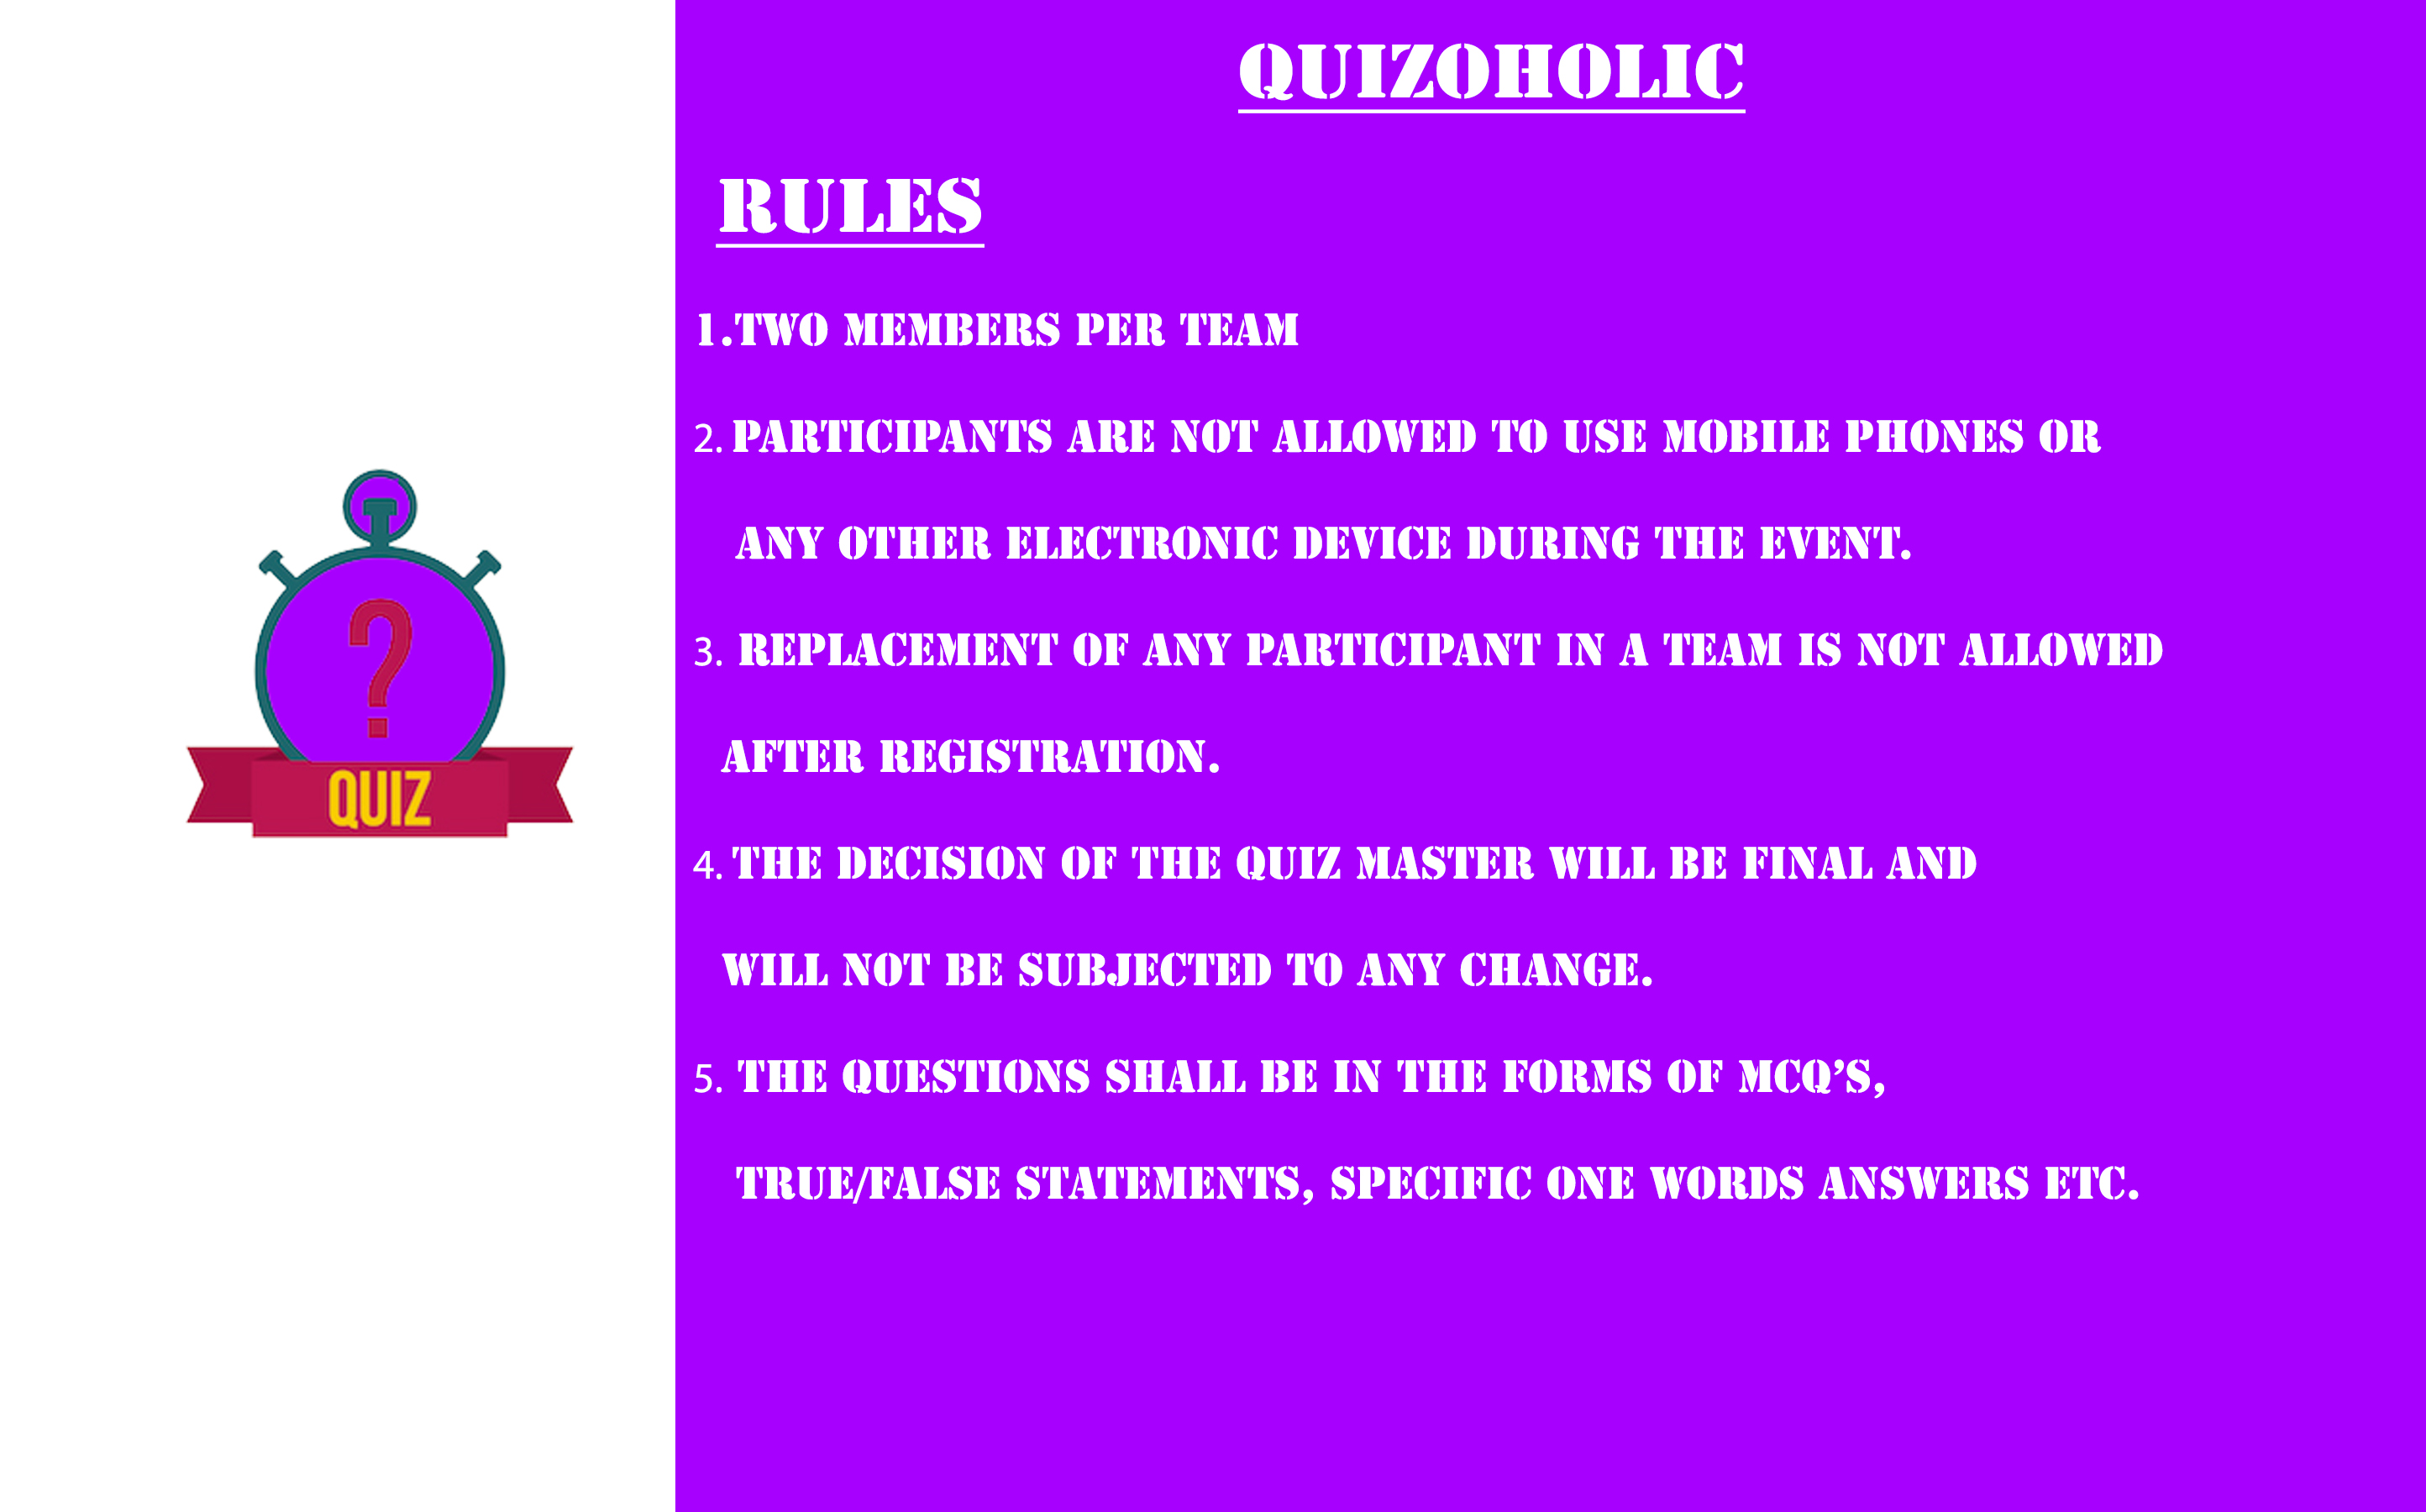 QUIZOHOLIC
RULES
1.TWO MEMBERS PER TEAM
2. PARTICIPANTS ARE NOT ALLOWED TO USE MOBILE PHONES OR
ANY OTHER ELECTRONIC DEVICE DURING THE EVENT.
3. REPLACEMENT OF ANY PARTICIPANT IN A TEAM IS NOT ALLOWED
AFTER REGISTRATION.
4. THE DECISION OF THE QUIZ MASTER WILL BE FINAL AND
WILL NOT BE SUBJECTED TO ANY CHANGE.
5. THE QUESTIONS SHALL BE IN THE FORMS OF MCQ’S,
TRUE/FALSE STATEMENTS, SPECIFIC ONE WORDS ANSWERS ETC.
?
QUIZ